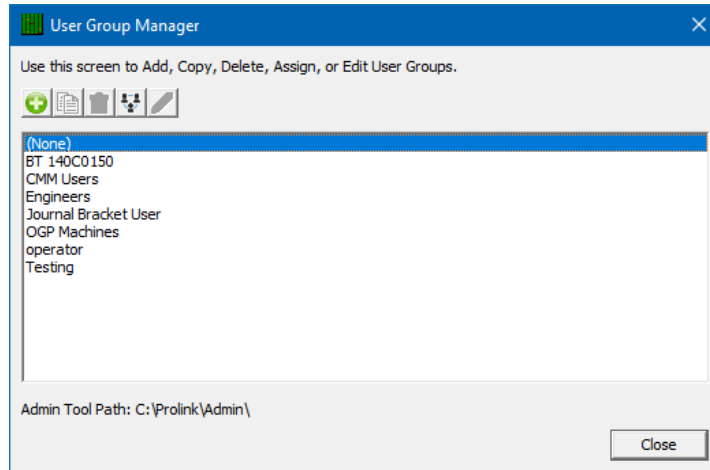 User Group Manager
Use this screen to Add, Copy, Delete, Assign, or Edit User Groups.
(None)
BT 140C0150
CMM Users
Engineers
Journal Bracket User
OGP Machines
operator
Testing
Admin Tool Path: C:\Prolink\Admin\
Close